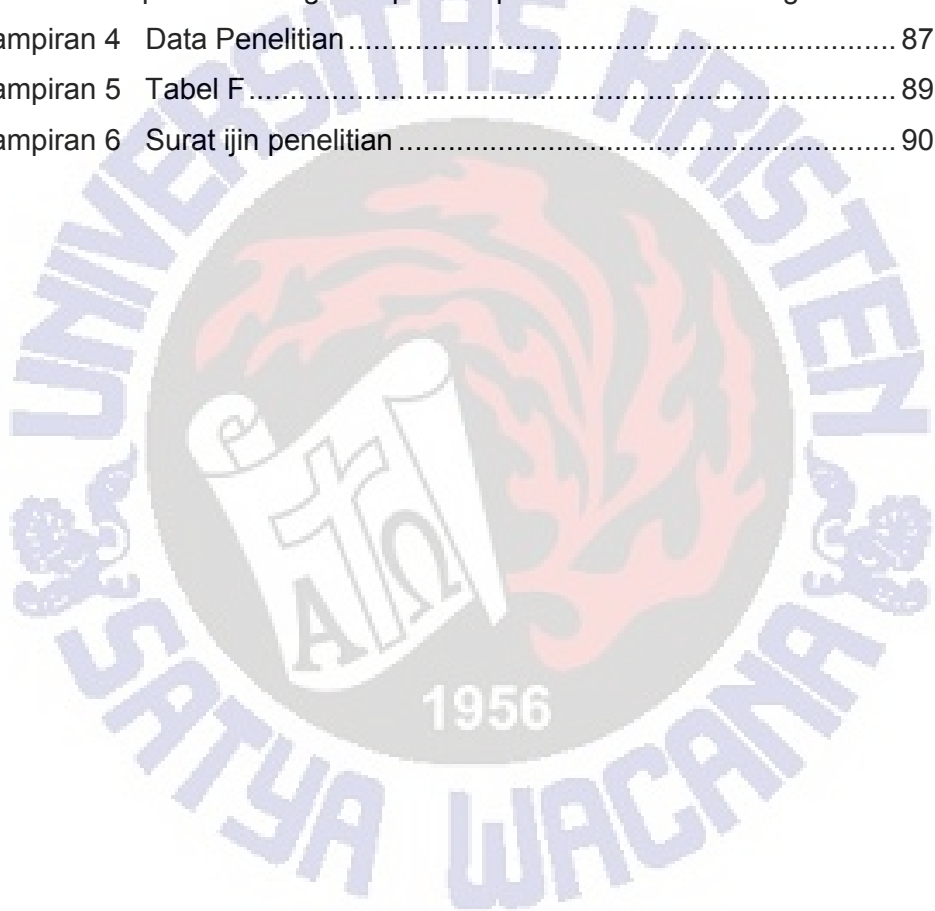 ampiran 4 Data Penelitian ........................................................................ 87
ampiran 5 Tabel F ........................................................................ 89
ampiran 6 Surat ijin penelitian ........................................................................ 90
UNIVERSITAS KRISTEN
Α Ω
1956
SATYA WACANA